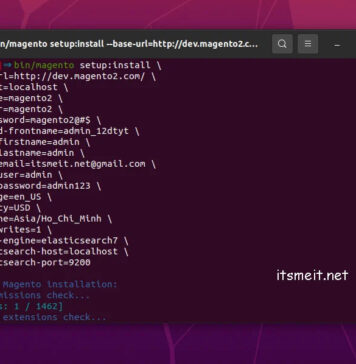 n/magento setup:install --base-url=http://dev.magento2.c...
bin/magento setup:install \
rl=http://dev.magento2.com/ \
t=localhost \
e=magento2 \
r=magento2 \
sword=magento2@#$ \
d-frontname=admin_12dtyt \
firstname=admin \
lastname=admin \
email=itsmeit.net@gmail.com \
user=admin \
password=admin123 \
ge=en_US \
cy=USD \
ne=Asia/Ho_Chi_Minh \
writes=1 \
-engine=elasticsearch7 \
csearch-host=localhost \
csearch-port=9200
itsmeit.net
Magento installation:
missions check...
s: 1 / 1462]
extensions check...